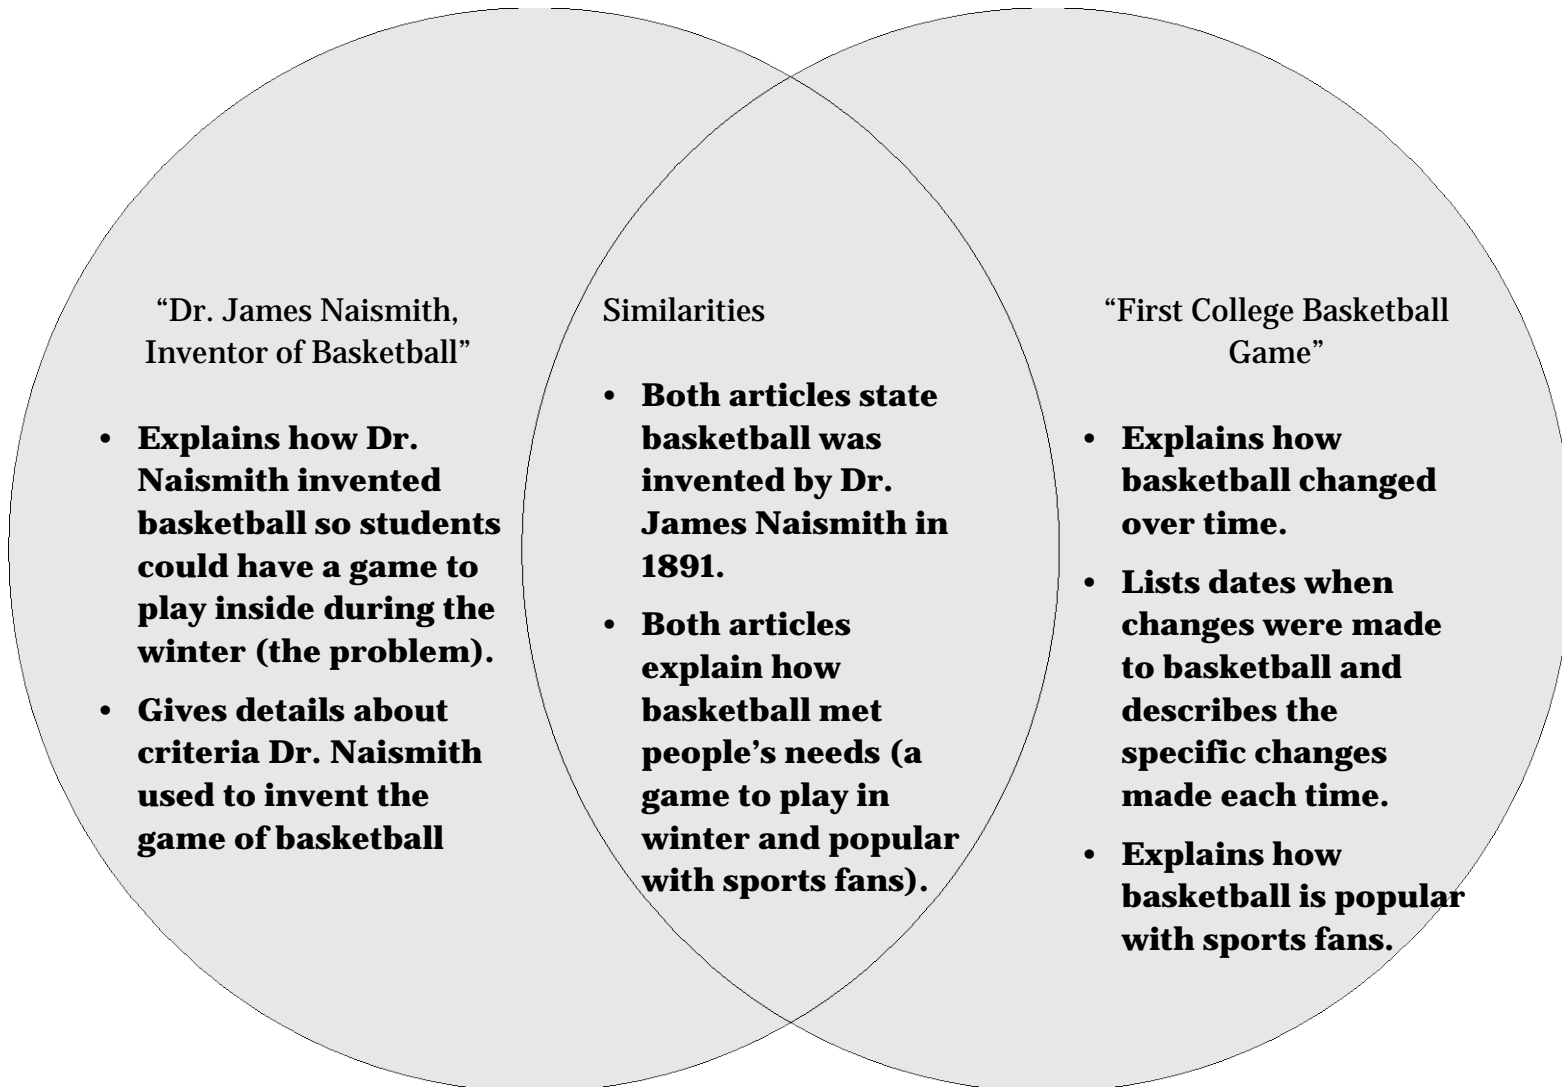 “Dr. James Naismith,
Inventor of Basketball”
• Explains how Dr.
Naismith invented
basketball so students
could have a game to
play inside during the
winter (the problem).
• Gives details about
criteria Dr. Naismith
used to invent the
game of basketball
Similarities
• Both articles state
basketball was
invented by Dr.
James Naismith in
1891.
• Both articles
explain how
basketball met
people’s needs (a
game to play in
winter and popular
with sports fans).
“First College Basketball
Game”
• Explains how
basketball changed
over time.
• Lists dates when
changes were made
to basketball and
describes the
specific changes
made each time.
• Explains how
basketball is popular
with sports fans.